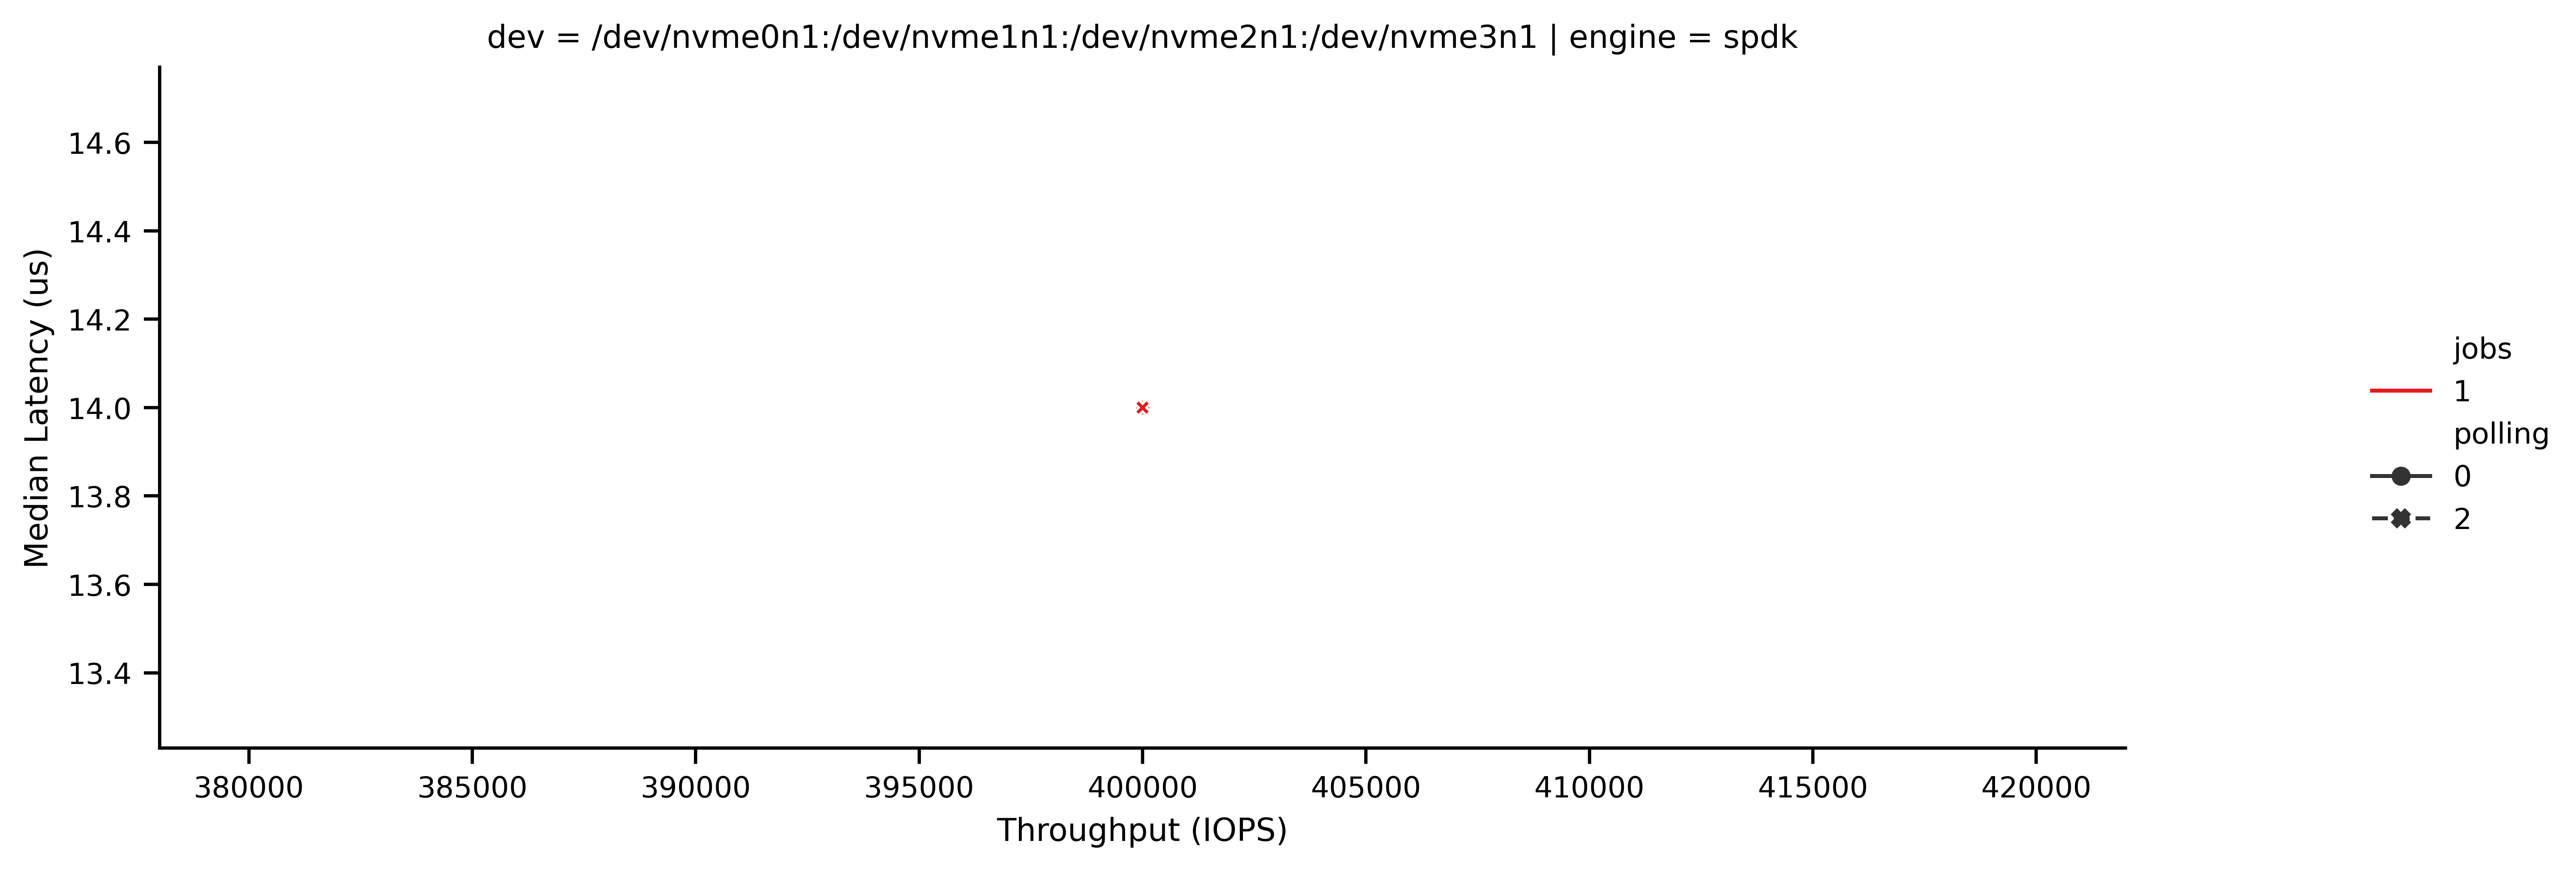 dev = /dev/nvme0n1:/dev/nvme1n1:/dev/nvme2n1:/dev/nvme3n1 | engine = spdk
Median Latency (us)
14.6
14.4
14.2
14.0
13.8
13.6
13.4
380000 385000 390000 395000 400000 405000 410000 415000 420000
Throughput (IOPS)
jobs
1
polling
0
2